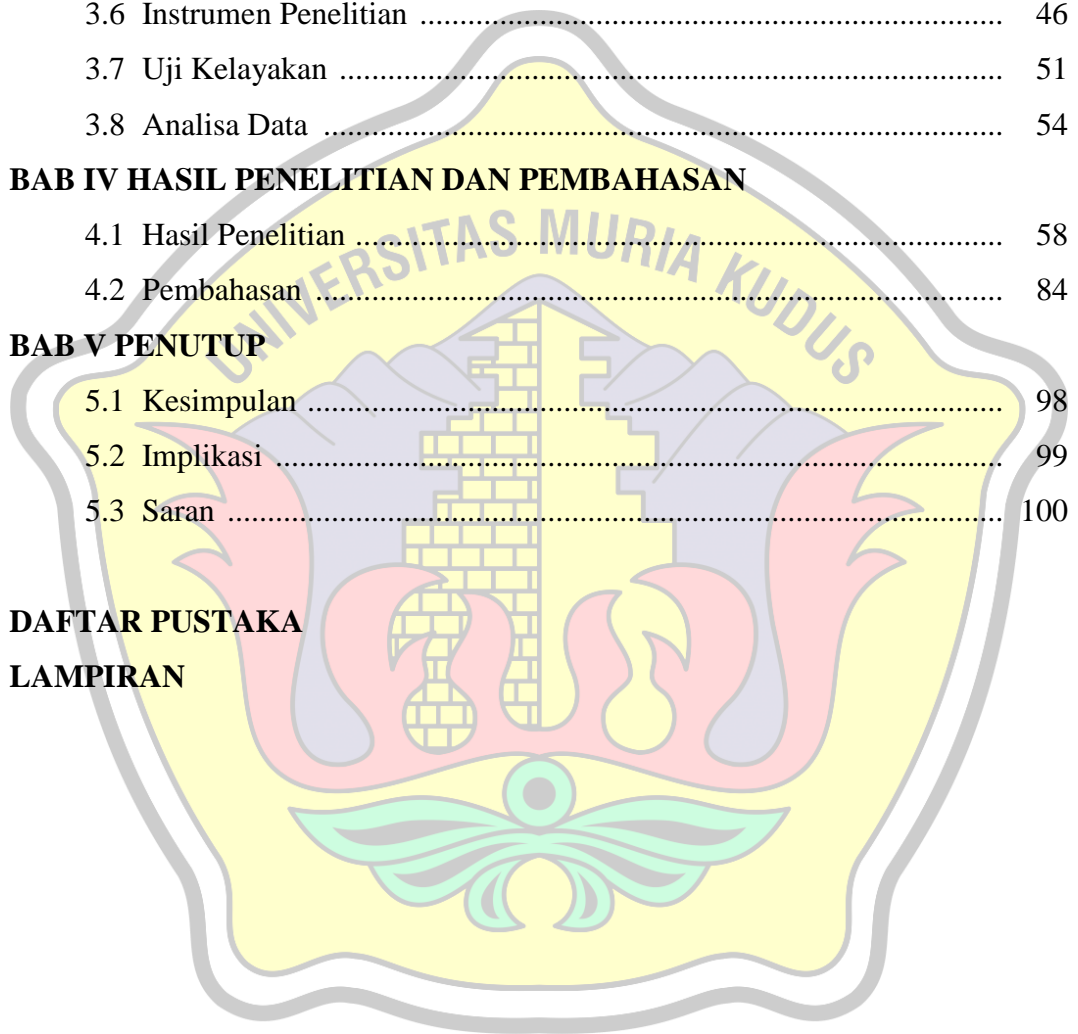 3.6 Instrumen Penelitian .......................................................................... 46
3.7 Uji Kelayakan .................................................................................... 51
3.8 Analisa Data ...................................................................................... 54
BAB IV HASIL PENELITIAN DAN PEMBAHASAN
4.1 Hasil Penelitian .................................................................................. 58
4.2 Pembahasan ....................................................................................... 84
BAB V PENUTUP
5.1 Kesimpulan ........................................................................................ 98
5.2 Implikasi ............................................................................................ 99
5.3 Saran .................................................................................................. 100
DAFTAR PUSTAKA
LAMPIRAN
UNIVERSITAS MURIA KUDUS